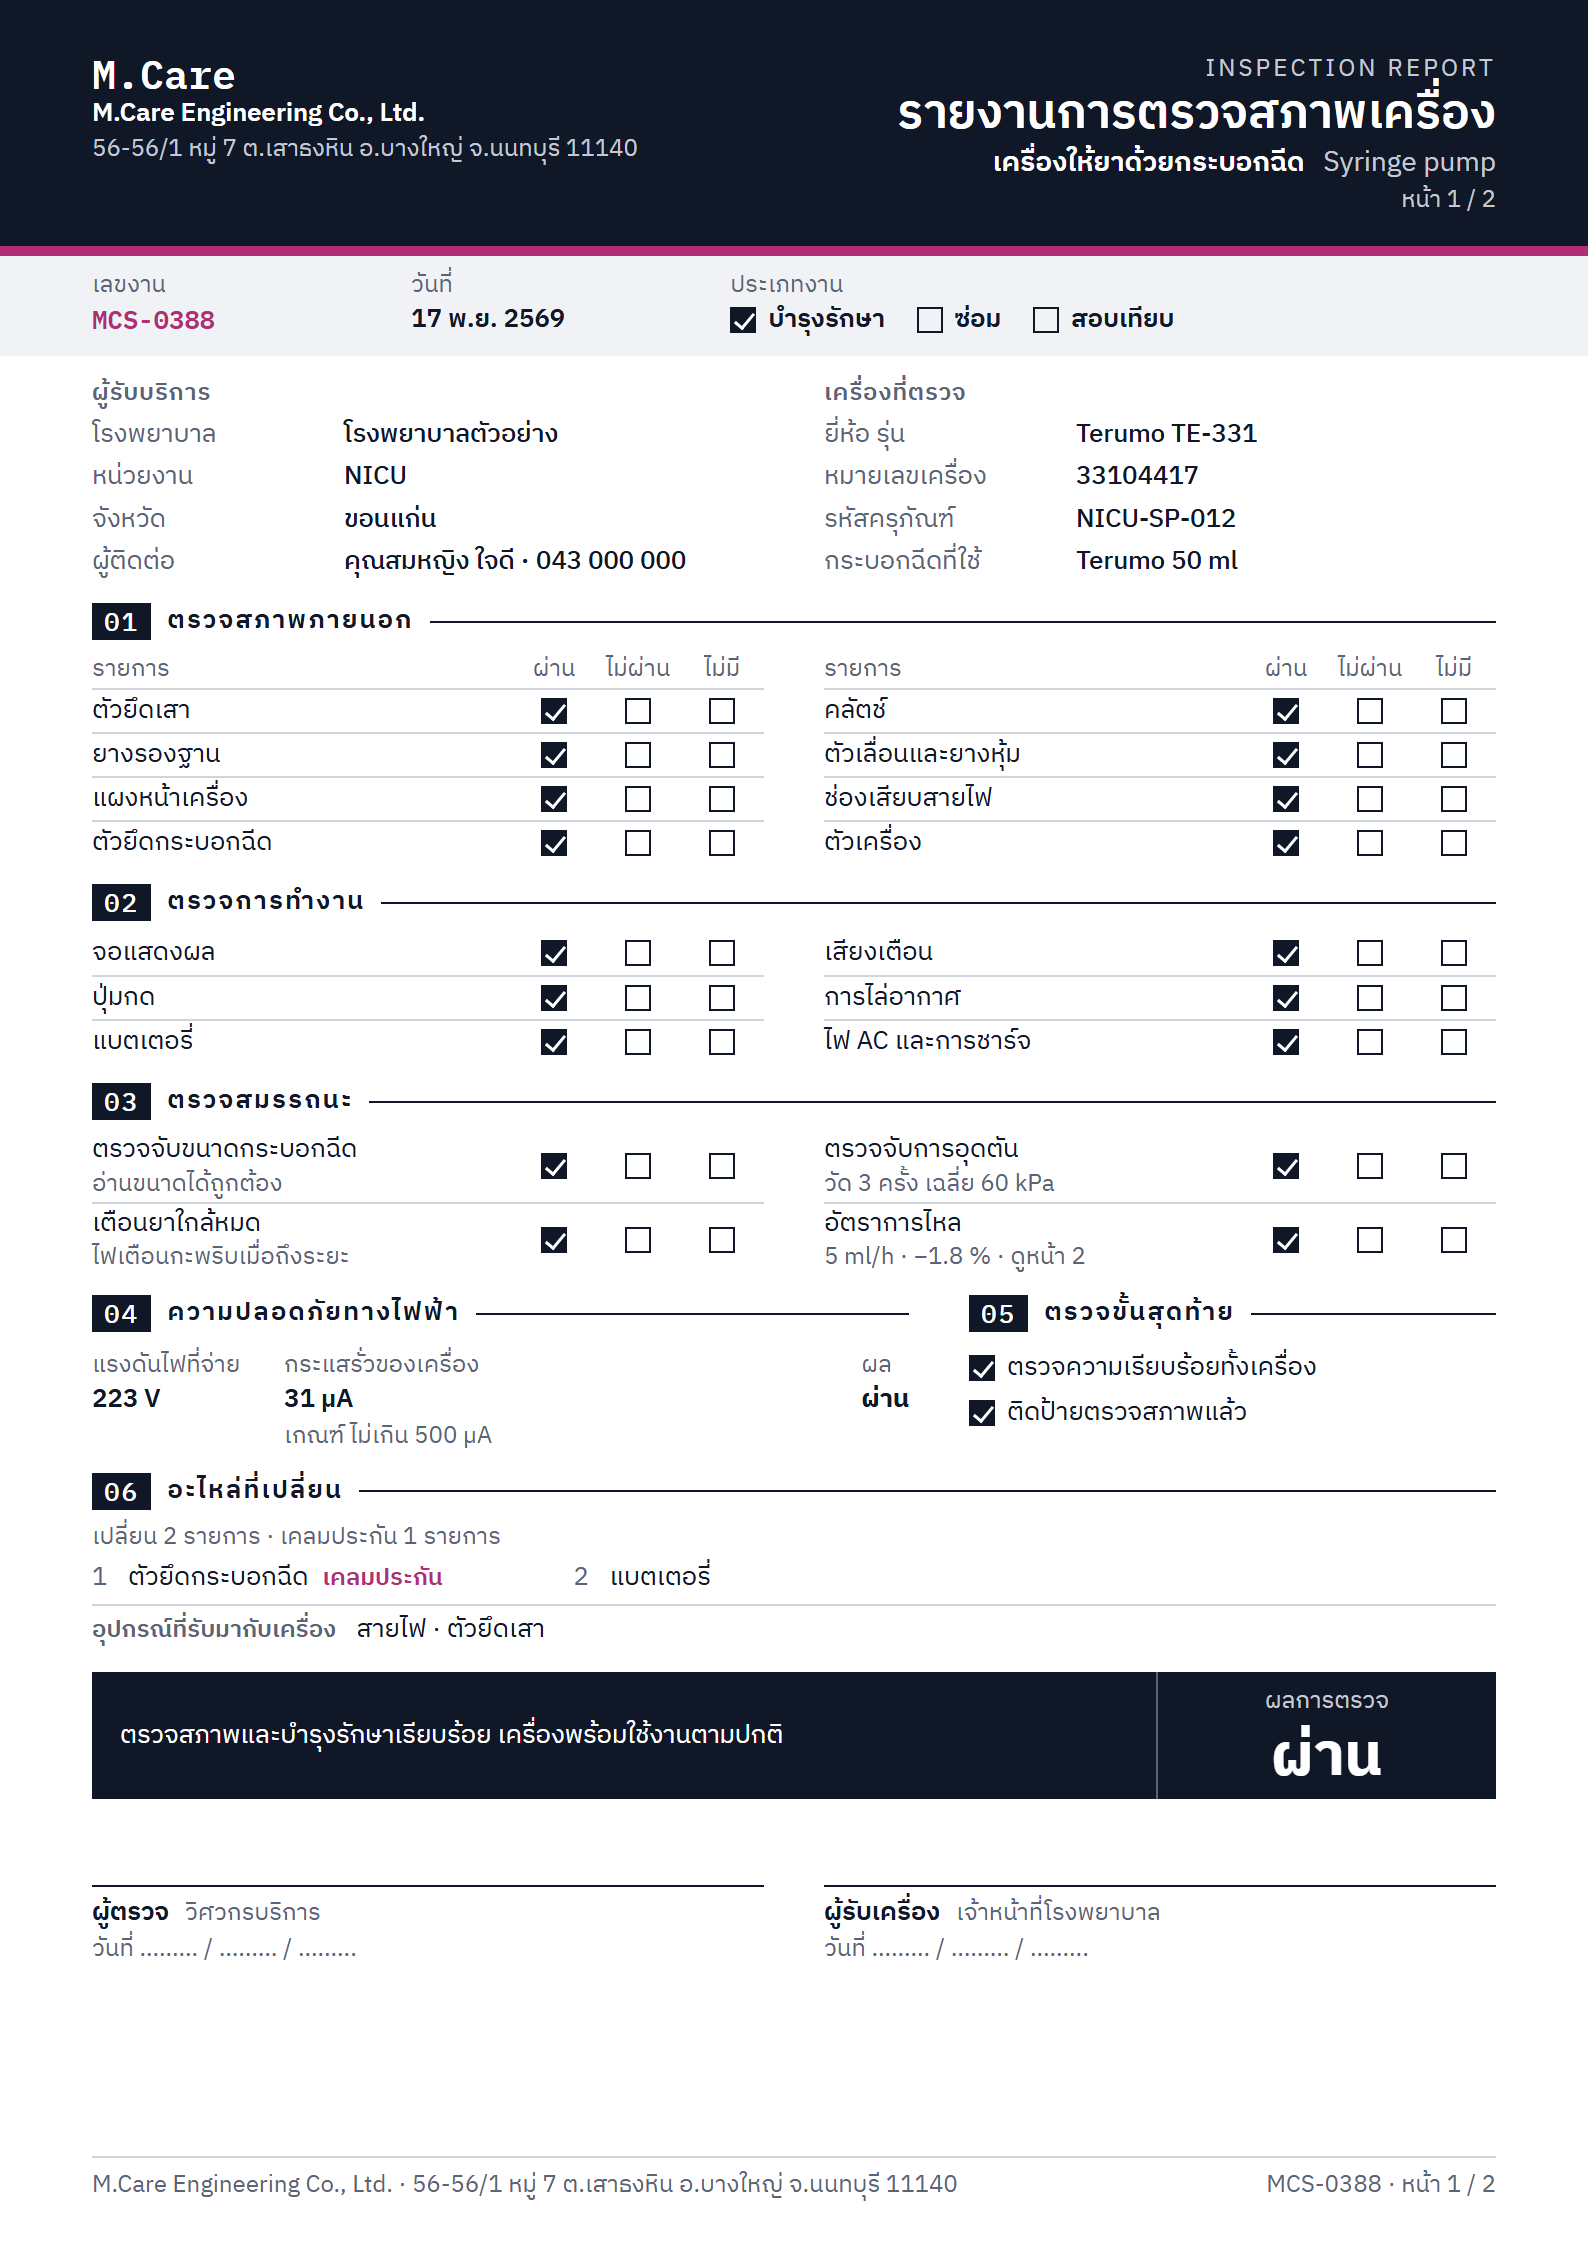 M.Care
M.Care Engineering Co., Ltd.
56-56/1 หมู่ 7 ต.เสาธงหิน อ.บางใหญ่ จ.นนทบุรี 11140
INSPECTION REPORT
รายงานการตรวจสภาพเครื่อง
เครื่องให้ยาด้วยกระบอกฉีด Syringe pump
หน้า 1 / 2
เลขงาน วันที่ ประเภทงาน
MCS-0388 17 พ.ย. 2569 บำรุงรักษา ซ่อม สอบเทียบ
ผู้รับบริการ
โรงพยาบาล โรงพยาบาลตัวอย่าง
หน่วยงาน NICU
จังหวัด ขอนแก่น
ผู้ติดต่อ คุณสมหญิง ใจดี · 043 000 000
เครื่องที่ตรวจ
ยี่ห้อ รุ่น Terumo TE-331
หมายเลขเครื่อง 33104417
รหัสครุภัณฑ์ NICU-SP-012
กระบอกฉีดที่ใช้ Terumo 50 ml
01 ตรวจสภาพภายนอก
รายการ ผ่าน ไม่ผ่าน ไม่มี รายการ ผ่าน ไม่ผ่าน ไม่มี
ตัวยึดเสา คลัตช์
ยางรองฐาน ตัวเลื่อนและยางหุ้ม
แผงหน้าเครื่อง ช่องเสียบสายไฟ
ตัวยึดกระบอกฉีด ตัวเครื่อง
02 ตรวจการทำงาน
จอแสดงผล เสียงเตือน
ปุ่มกด การไล่อากาศ
แบตเตอรี่ ไฟ AC และการชาร์จ
03 ตรวจสมรรถนะ
ตรวจจับขนาดกระบอกฉีด ตรวจจับการอุดตัน
อ่านขนาดได้ถูกต้อง วัด 3 ครั้ง เฉลี่ย 60 kPa
เตือนยาใกล้หมด อัตราการไหล
ไฟเตือนกะพริบเมื่อถึงระยะ 5 ml/h · −1.8 % · ดูหน้า 2
04 ความปลอดภัยทางไฟฟ้า
แรงดันไฟที่จ่าย กระแสรั่วของเครื่อง ผล
223 V 31 µA ผ่าน
เกณฑ์ ไม่เกิน 500 µA
05 ตรวจขั้นสุดท้าย
ตรวจความเรียบร้อยทั้งเครื่อง
ติดป้ายตรวจสภาพแล้ว
06 อะไหล่ที่เปลี่ยน
เปลี่ยน 2 รายการ · เคลมประกัน 1 รายการ
1 ตัวยึดกระบอกฉีด เคลมประกัน 2 แบตเตอรี่
อุปกรณ์ที่รับมากับเครื่อง สายไฟ · ตัวยึดเสา
ตรวจสภาพและบำรุงรักษาเรียบร้อย เครื่องพร้อมใช้งานตามปกติ
ผลการตรวจ
ผ่าน
ผู้ตรวจ วิศวกรบริการ
วันที่ ......... / ......... / .........
ผู้รับเครื่อง เจ้าหน้าที่โรงพยาบาล
วันที่ ......... / ......... / .........
M.Care Engineering Co., Ltd. · 56-56/1 หมู่ 7 ต.เสาธงหิน อ.บางใหญ่ จ.นนทบุรี 11140 MCS-0388 · หน้า 1 / 2